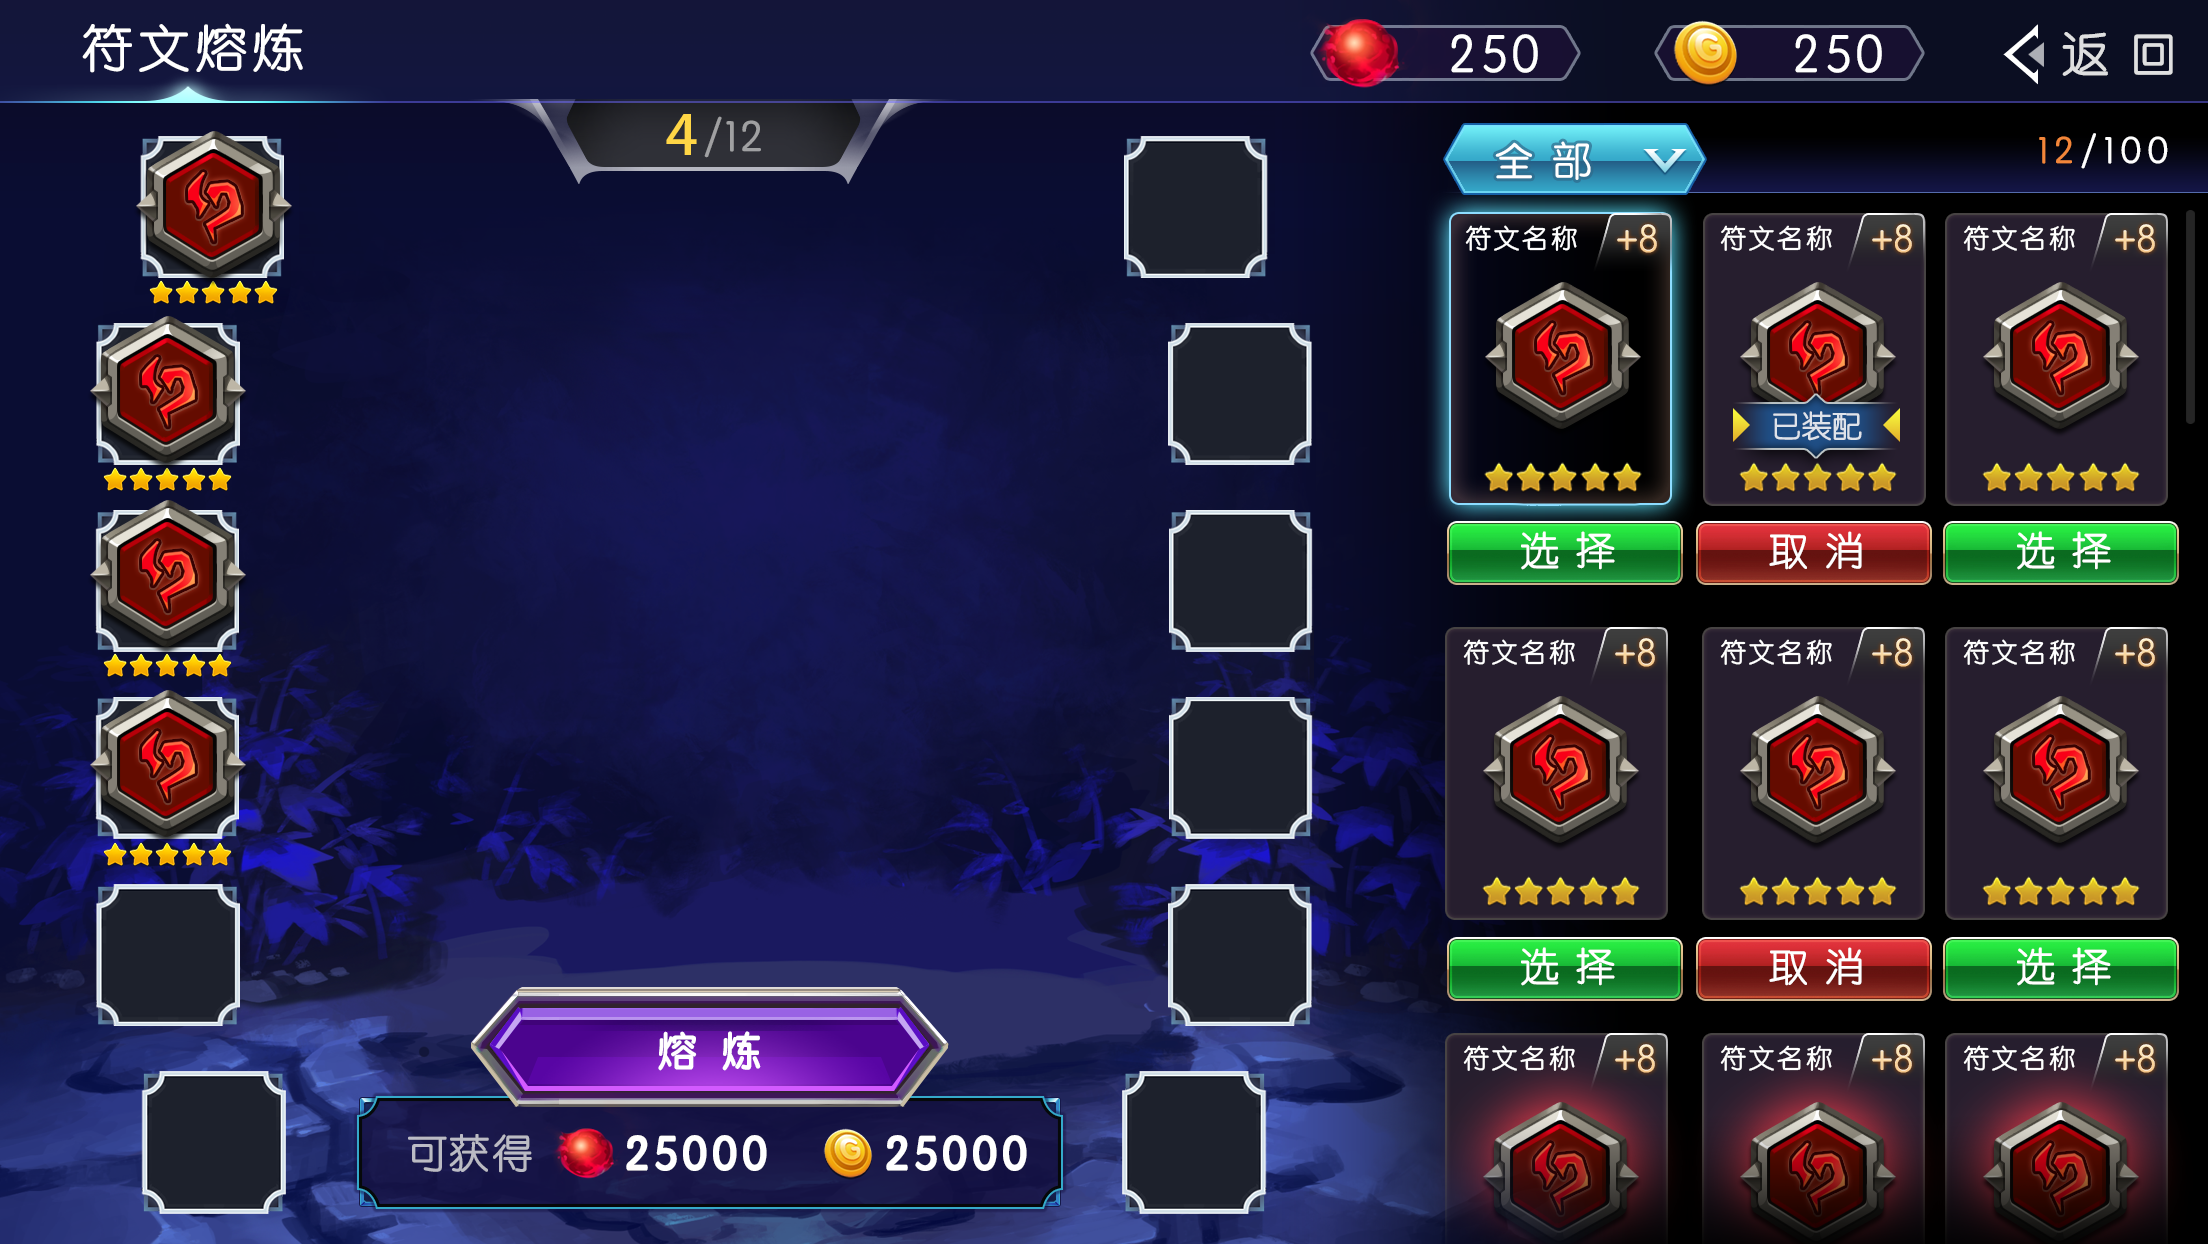 符文熔炼
250
250
返回
4/12
全部
12/100
符文名称 +8
符文名称 +8
符文名称 +8
已装配
选择
取消
选择
符文名称 +8
符文名称 +8
符文名称 +8
选择
取消
选择
符文名称 +8
符文名称 +8
符文名称 +8
熔炼
可获得 25000 25000